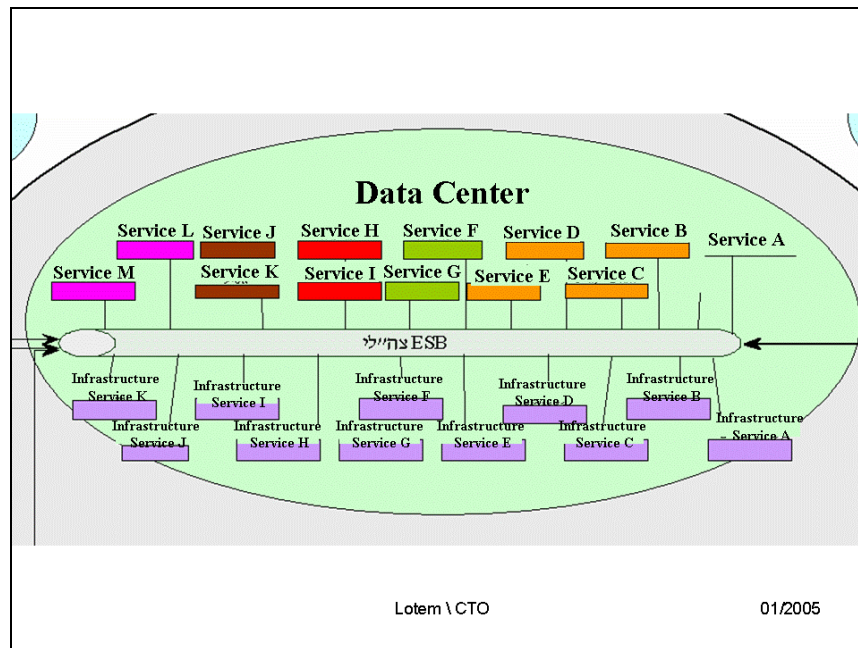 Data Center
Service L
Service J
Service H
Service F
Service D
Service B
Service A
Service M
Service K
Service I
Service G
Service E
Service C
צה״לי ESB
Infrastructure
Service K
Infrastructure
Service I
Infrastructure
Service F
Infrastructure
Service D
Infrastructure
Service B
Infrastructure
Service J
Infrastructure
Service H
Infrastructure
Service G
Infrastructure
Service E
Infrastructure
Service C
Infrastructure
- Service A
Lotem \ CTO
01/2005